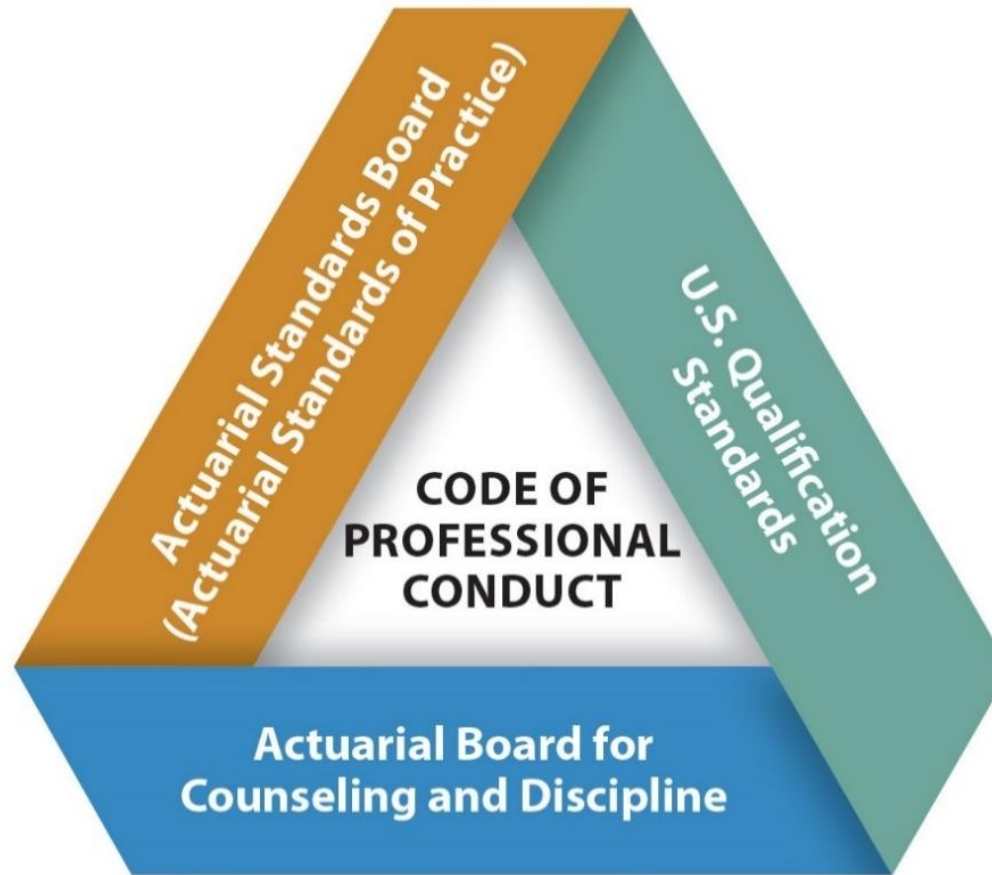 Actuarial Standards Board
(Actuarial Standards of Practice)
U.S. Qualification
Standards
CODE OF
PROFESSIONAL
CONDUCT
Actuarial Board for
Counseling and Discipline